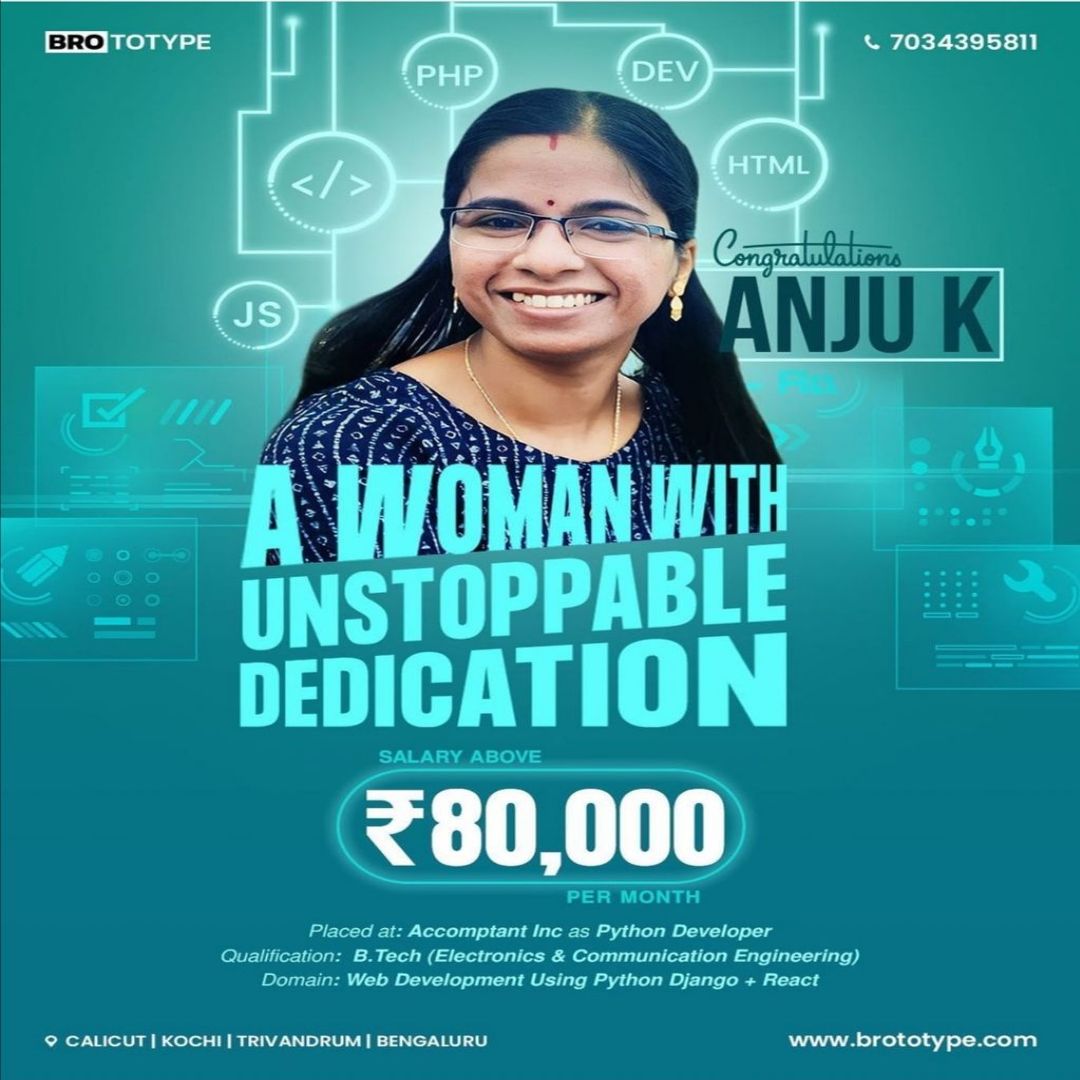 BROTOTYPE
7034395811
PHP
DEV
</>
HTML
JS
Congratulations
ANJU K
A WOMAN WITH
UNSTOPPABLE
DEDICATION
SALARY ABOVE
₹80,000
PER MONTH
Placed at: Accomptant Inc as Python Developer
Qualification: B.Tech (Electronics & Communication Engineering)
Domain: Web Development Using Python Django + React
CALICUT | KOCHI | TRIVANDRUM | BENGALURU
www.brototype.com